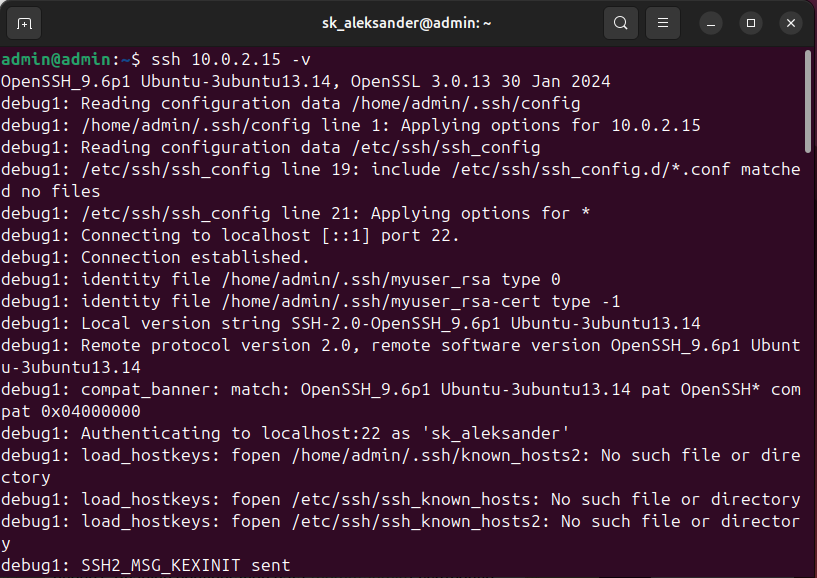 sk_aleksander@admin: ~
admin@admin:~$ ssh 10.0.2.15 -v
OpenSSH_9.6p1 Ubuntu-3ubuntu13.14, OpenSSL 3.0.13 30 Jan 2024
debug1: Reading configuration data /home/admin/.ssh/config
debug1: /home/admin/.ssh/config line 1: Applying options for 10.0.2.15
debug1: Reading configuration data /etc/ssh/ssh_config
debug1: /etc/ssh/ssh_config line 19: include /etc/ssh/ssh_config.d/*.conf matche
d no files
debug1: /etc/ssh/ssh_config line 21: Applying options for *
debug1: Connecting to localhost [::1] port 22.
debug1: Connection established.
debug1: identity file /home/admin/.ssh/myuser_rsa type 0
debug1: identity file /home/admin/.ssh/myuser_rsa-cert type -1
debug1: Local version string SSH-2.0-OpenSSH_9.6p1 Ubuntu-3ubuntu13.14
debug1: Remote protocol version 2.0, remote software version OpenSSH_9.6p1 Ubunt
u-3ubuntu13.14
debug1: compat_banner: match: OpenSSH_9.6p1 Ubuntu-3ubuntu13.14 pat OpenSSH* com
pat 0x04000000
debug1: Authenticating to localhost:22 as 'sk_aleksander'
debug1: load_hostkeys: fopen /home/admin/.ssh/known_hosts2: No such file or dire
ctory
debug1: load_hostkeys: fopen /etc/ssh/ssh_known_hosts: No such file or directory
debug1: load_hostkeys: fopen /etc/ssh/ssh_known_hosts2: No such file or director
y
debug1: SSH2_MSG_KEXINIT sent